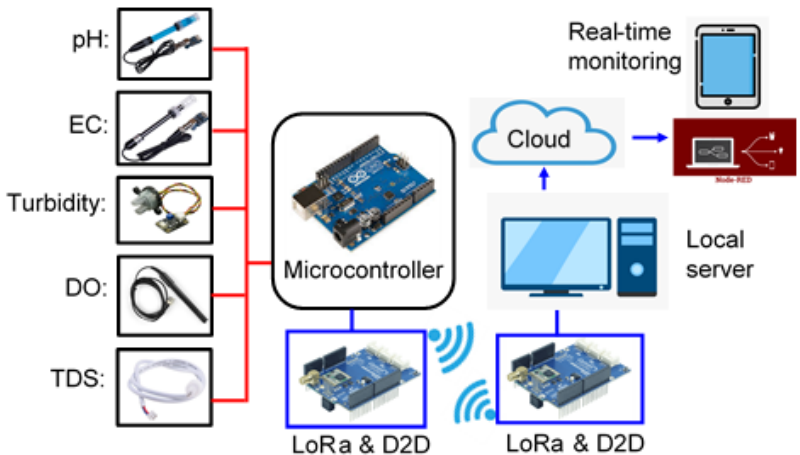 pH:
EC:
Turbidity:
DO:
TDS:
Microcontroller
LoRa & D2D
LoRa & D2D
Local
server
Cloud
Real-time
monitoring
Node-RED